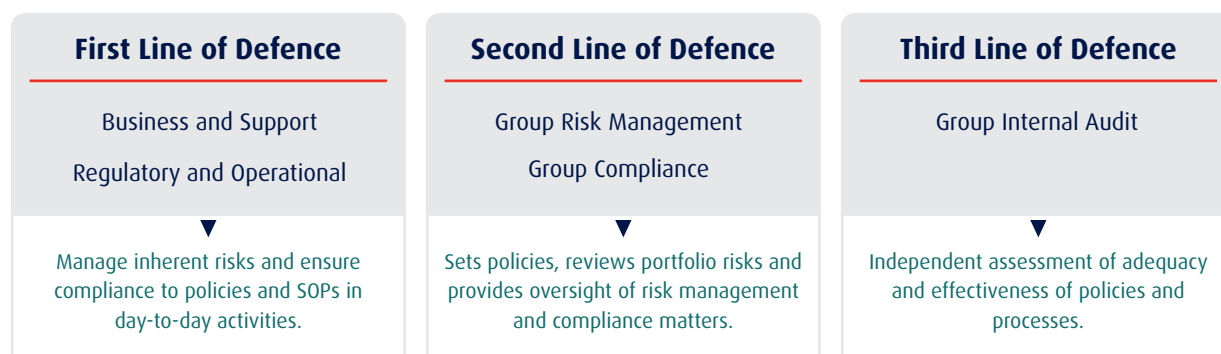 First Line of Defence
Business and Support
Regulatory and Operational
Manage inherent risks and ensure
compliance to policies and SOPs in
day-to-day activities.
Second Line of Defence
Group Risk Management
Group Compliance
Sets policies, reviews portfolio risks and
provides oversight of risk management
and compliance matters.
Third Line of Defence
Group Internal Audit
Independent assessment of adequacy
and effectiveness of policies and
processes.